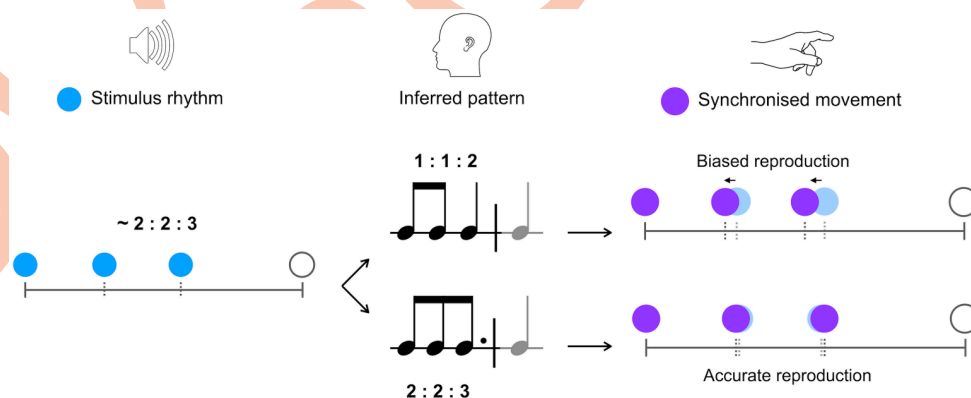 Stimulus rhythm
Inferred pattern
Synchronised movement
~ 2 : 2 : 3
1 : 1 : 2
Biased reproduction
2 : 2 : 3
Accurate reproduction